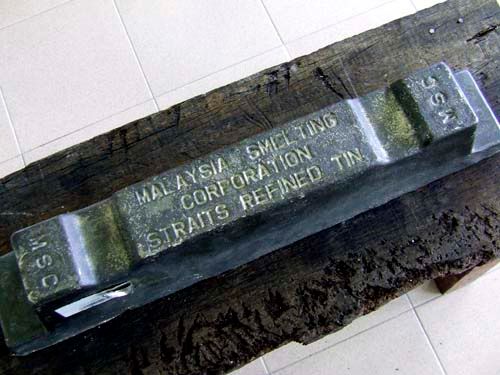 MSC
MALAYSIA SMELTING
CORPORATION
STRAITS REFINED TIN
MSC